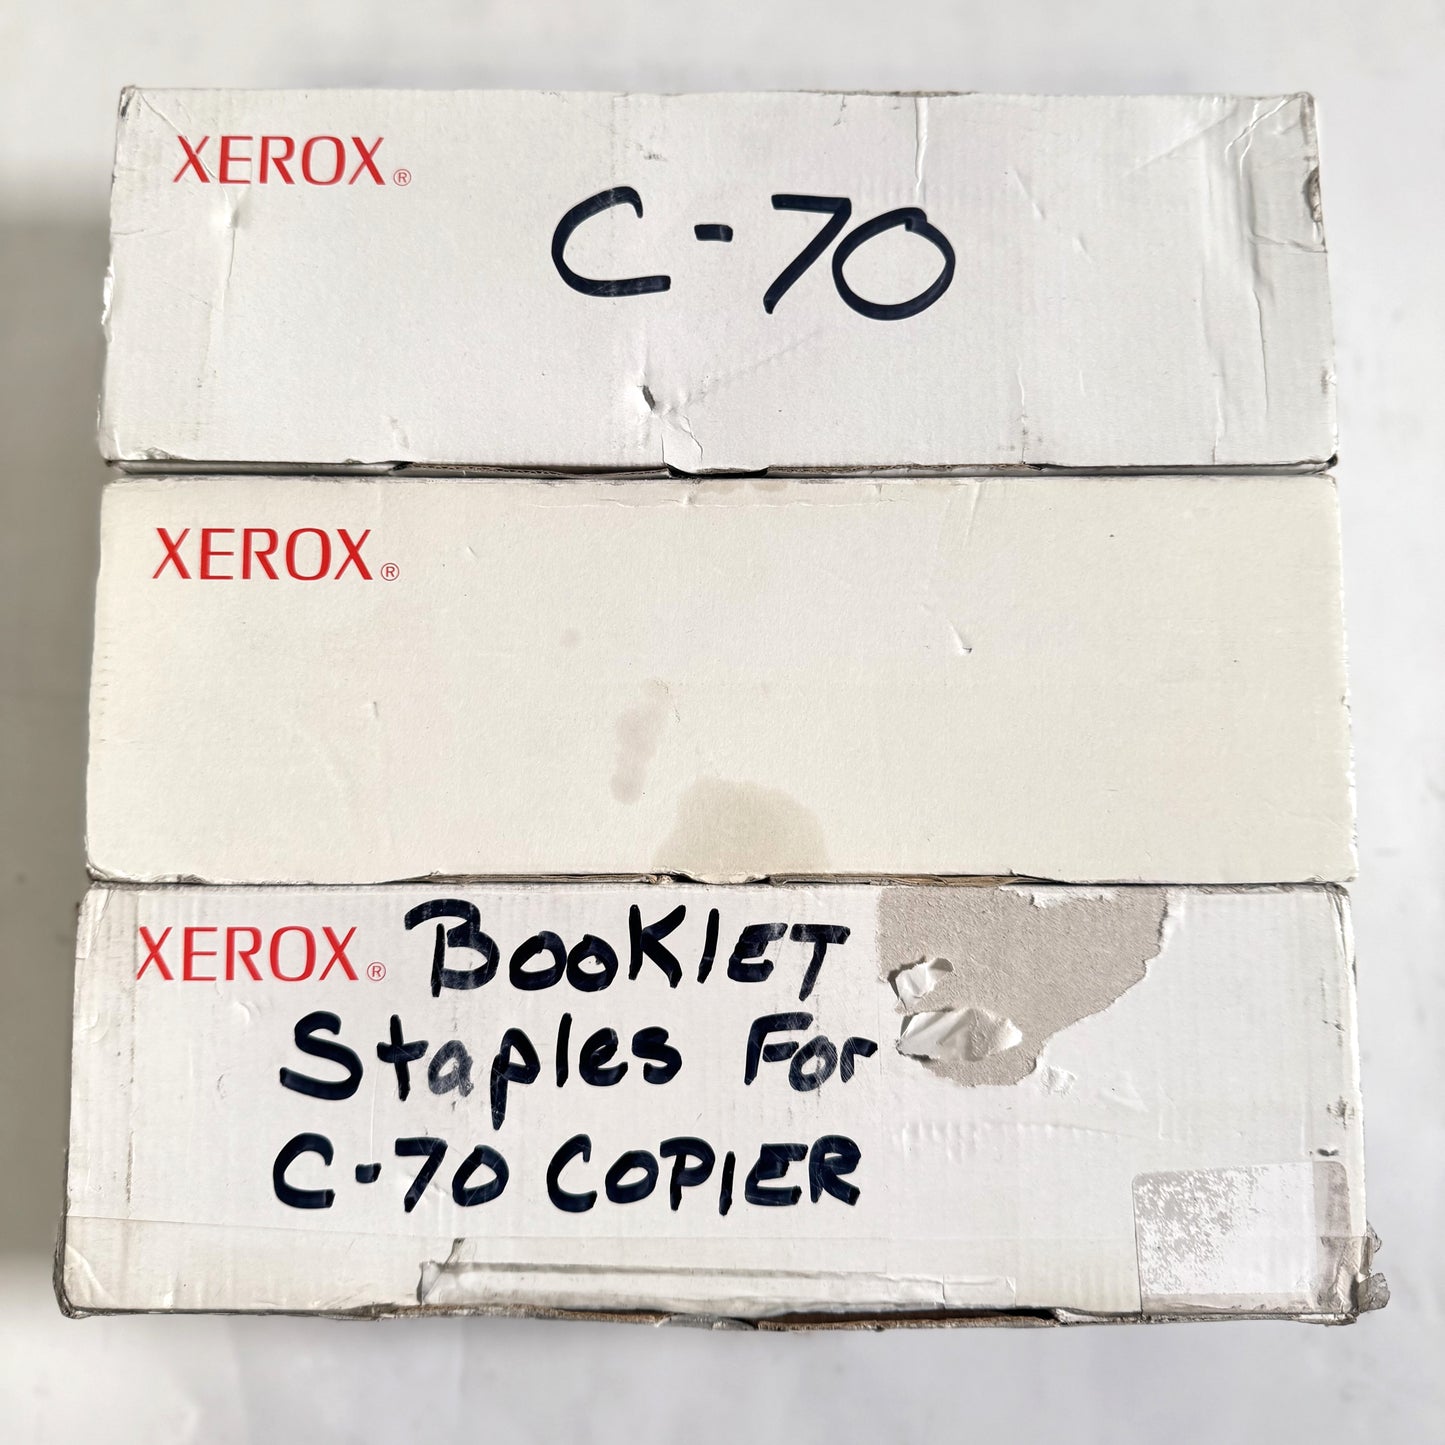 XEROX®
C-70
XEROX®
XEROX® BOOKlET
Staples For
C-70 COPIER